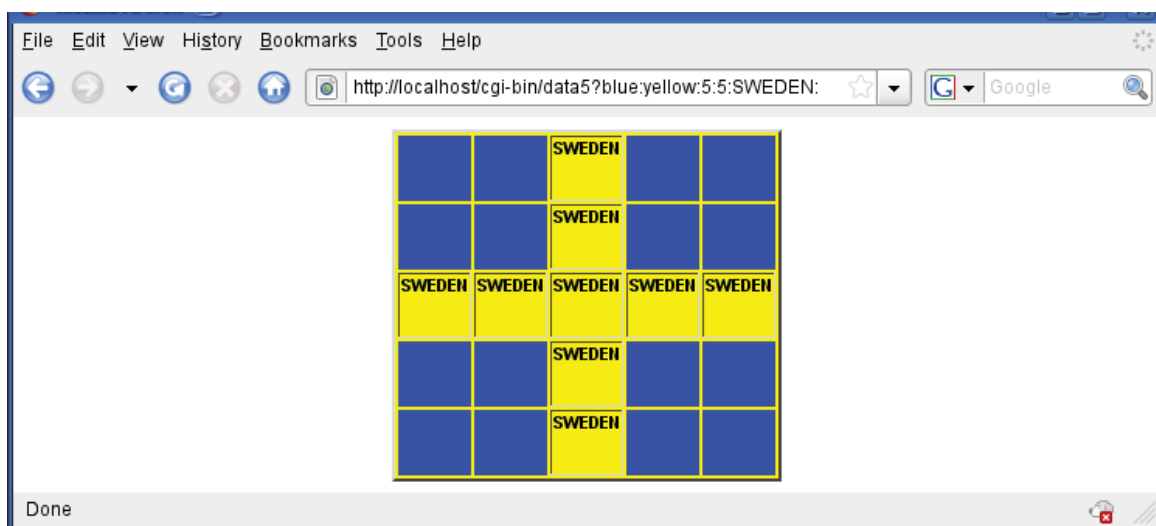 File Edit View History Bookmarks Tools Help
http://localhost/cgi-bin/data5?blue:yellow:5:5:SWEDEN: G Google
SWEDEN
SWEDEN
SWEDEN SWEDEN SWEDEN SWEDEN SWEDEN
SWEDEN
SWEDEN
Done